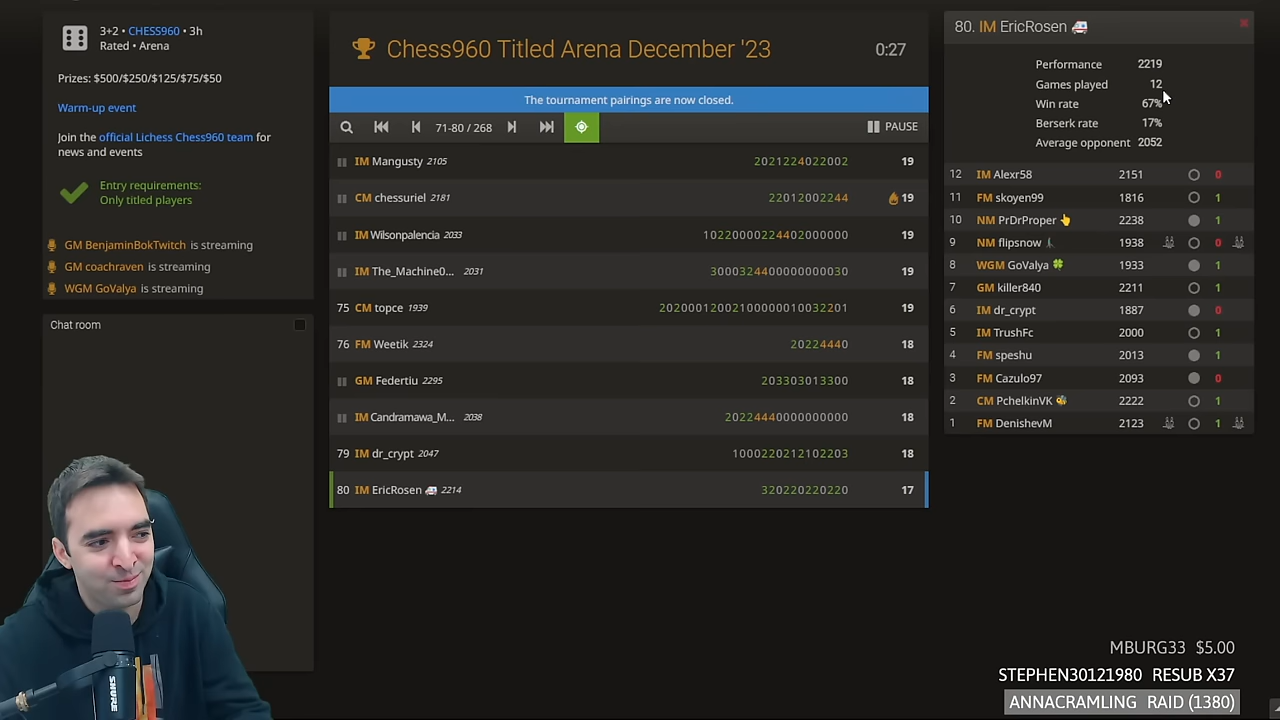 3+2 • CHESS960 • 3h
Rated • Arena
Prizes: $500/$250/$125/$75/$50
Warm-up event
Join the official Lichess Chess960 team for
news and events
Entry requirements:
Only titled players
GM BenjaminBokTwitch is streaming
GM coachraven is streaming
WGM GoValya is streaming
Chat room
Chess960 Titled Arena December '23
0:27
The tournament pairings are now closed.
71-80 / 268
PAUSE
IM Mangusty 2105 2021224022002 19
CM chessuriel 2181 22012002244 19
IM Wilsonpalencia 2033 1022000022440200000 19
IM The_Machine0... 2031 3000324400000000030 19
75 CM topce 1939 20200012002100000010032201 19
76 FM Weetik 2324 20224440 18
GM Federtiu 2295 203303013300 18
IM Candramawa_M... 2038 2022444000000000 18
79 IM dr_crypt 2047 1000220212102203 18
80 IM EricRosen 2214 320220220220 17
80. IM EricRosen
Performance 2219
Games played 12
Win rate 67%
Berserk rate 17%
Average opponent 2052
12 IM Alexr58 2151 0
11 FM skoyen99 1816 1
10 NM PrDrProper 2238 1
9 NM flipsnow 1938 0
8 WGM GoValya 1933 1
7 GM killer840 2211 1
6 IM dr_crypt 1887 0
5 IM TrushFc 2000 1
4 FM speshu 2013 1
3 FM Cazulo97 2093 0
2 CM PchelkinVK 2222 1
1 FM DenishevM 2123 1
MBURG33 $5.00
STEPHEN30121980 RESUB X37
ANNACRAMLING RAID (1380)
SHURE